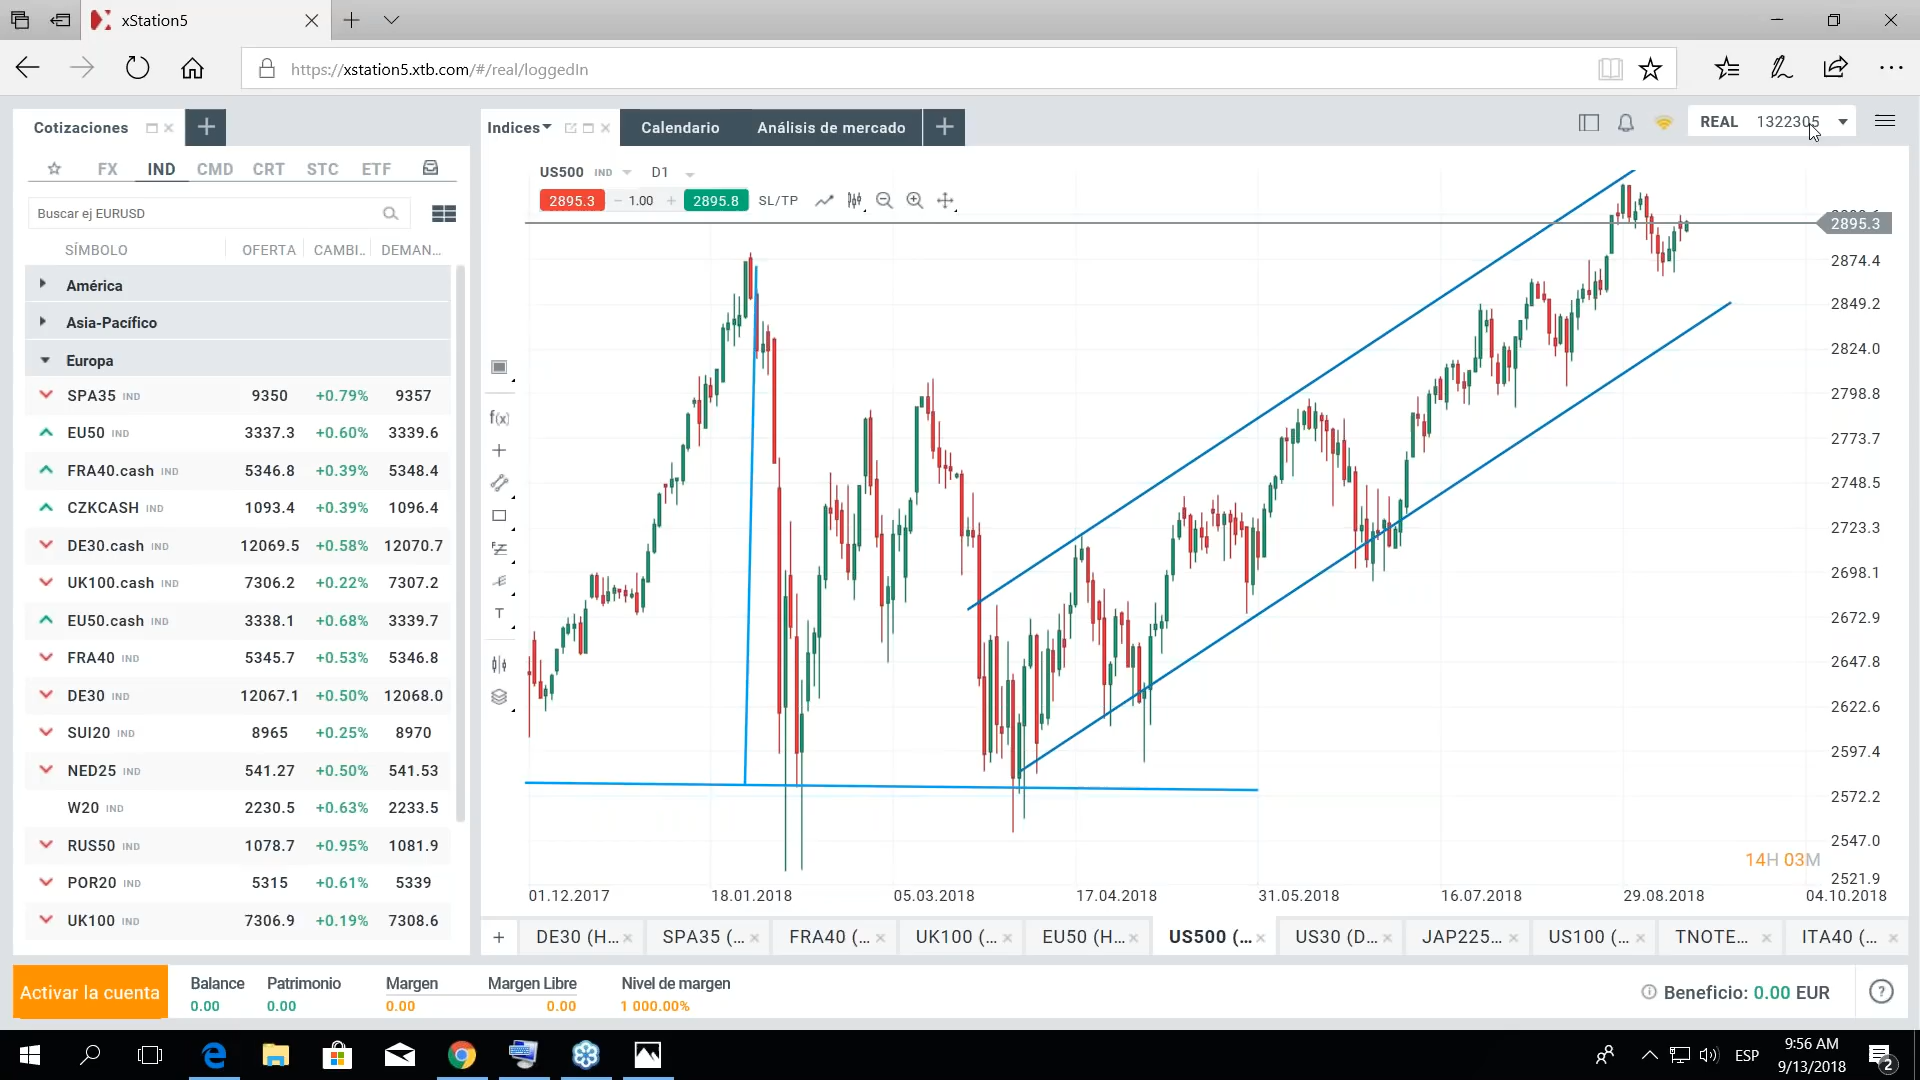 xStation5
https://xstation5.xtb.com/#/real/loggedIn
Cotizaciones
Indices
Calendario
Análisis de mercado
REAL 1322305
FX IND CMD CRT STC ETF
US500 IND D1
2895.3 1.00 2895.8 SL/TP
Buscar ej EURUSD
SÍMBOLO OFERTA CAMBI.. DEMAN...
América
Asia-Pacífico
Europa
SPA35 IND 9350 +0.79% 9357
EU50 IND 3337.3 +0.60% 3339.6
FRA40.cash IND 5346.8 +0.39% 5348.4
CZKCASH IND 1093.4 +0.39% 1096.4
DE30.cash IND 12069.5 +0.58% 12070.7
UK100.cash IND 7306.2 +0.22% 7307.2
EU50.cash IND 3338.1 +0.68% 3339.7
FRA40 IND 5345.7 +0.53% 5346.8
DE30 IND 12067.1 +0.50% 12068.0
SUI20 IND 8965 +0.25% 8970
NED25 IND 541.27 +0.50% 541.53
W20 IND 2230.5 +0.63% 2233.5
RUS50 IND 1078.7 +0.95% 1081.9
POR20 IND 5315 +0.61% 5339
UK100 IND 7306.9 +0.19% 7308.6
f(x)
T
2895.3
2874.4
2849.2
2824.0
2798.8
2773.7
2748.5
2723.3
2698.1
2672.9
2647.8
2622.6
2597.4
2572.2
2547.0
2521.9
14H 03M
01.12.2017 18.01.2018 05.03.2018 17.04.2018 31.05.2018 16.07.2018 29.08.2018 04.10.2018
DE30 (H... SPA35 (... FRA40 (... UK100 (... EU50 (H... US500 (... US30 (D... JAP225... US100 (... TNOTE... ITA40 (...
Activar la cuenta
Balance Patrimonio Margen Margen Libre Nivel de margen
0.00 0.00 0.00 0.00 1 000.00%
Beneficio: 0.00 EUR
ESP
9:56 AM
9/13/2018
2